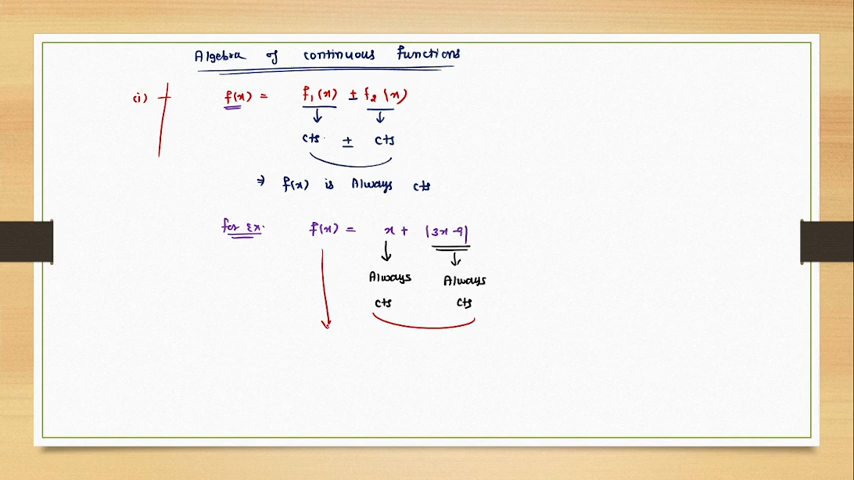 Algebra of continuous functions
(i) f(x) = f₁(x) ± f₂(x)
cts ± cts
⇒ f(x) is Always cts
for Ex. f(x) = x + |3x-9|
Always Always
cts cts